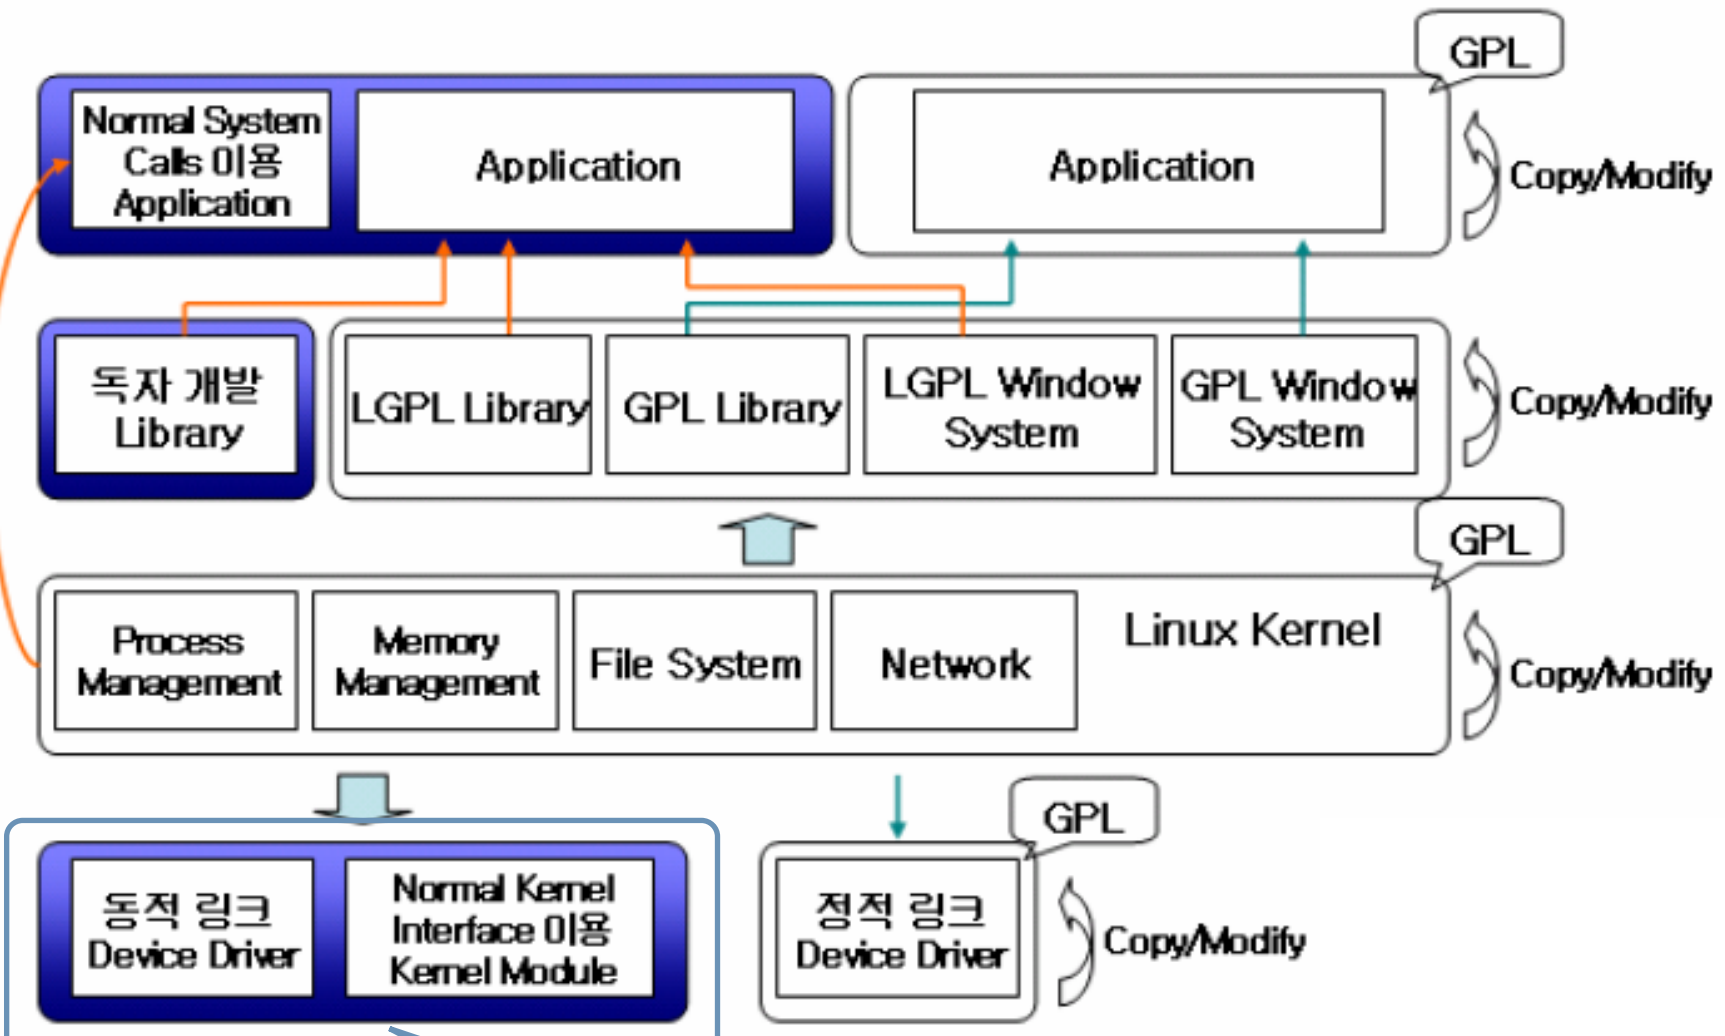 GPL
Normal System
Calls 이용
Application
Application
Application
Copy/Modify
독자 개발
Library
LGPL Library
GPL Library
LGPL Window
System
GPL Window
System
Copy/Modify
GPL
Process
Management
Memory
Management
File System
Network
Linux Kernel
Copy/Modify
GPL
동적 링크
Device Driver
Normal Kernel
Interface 이용
Kernel Module
정적 링크
Device Driver
Copy/Modify